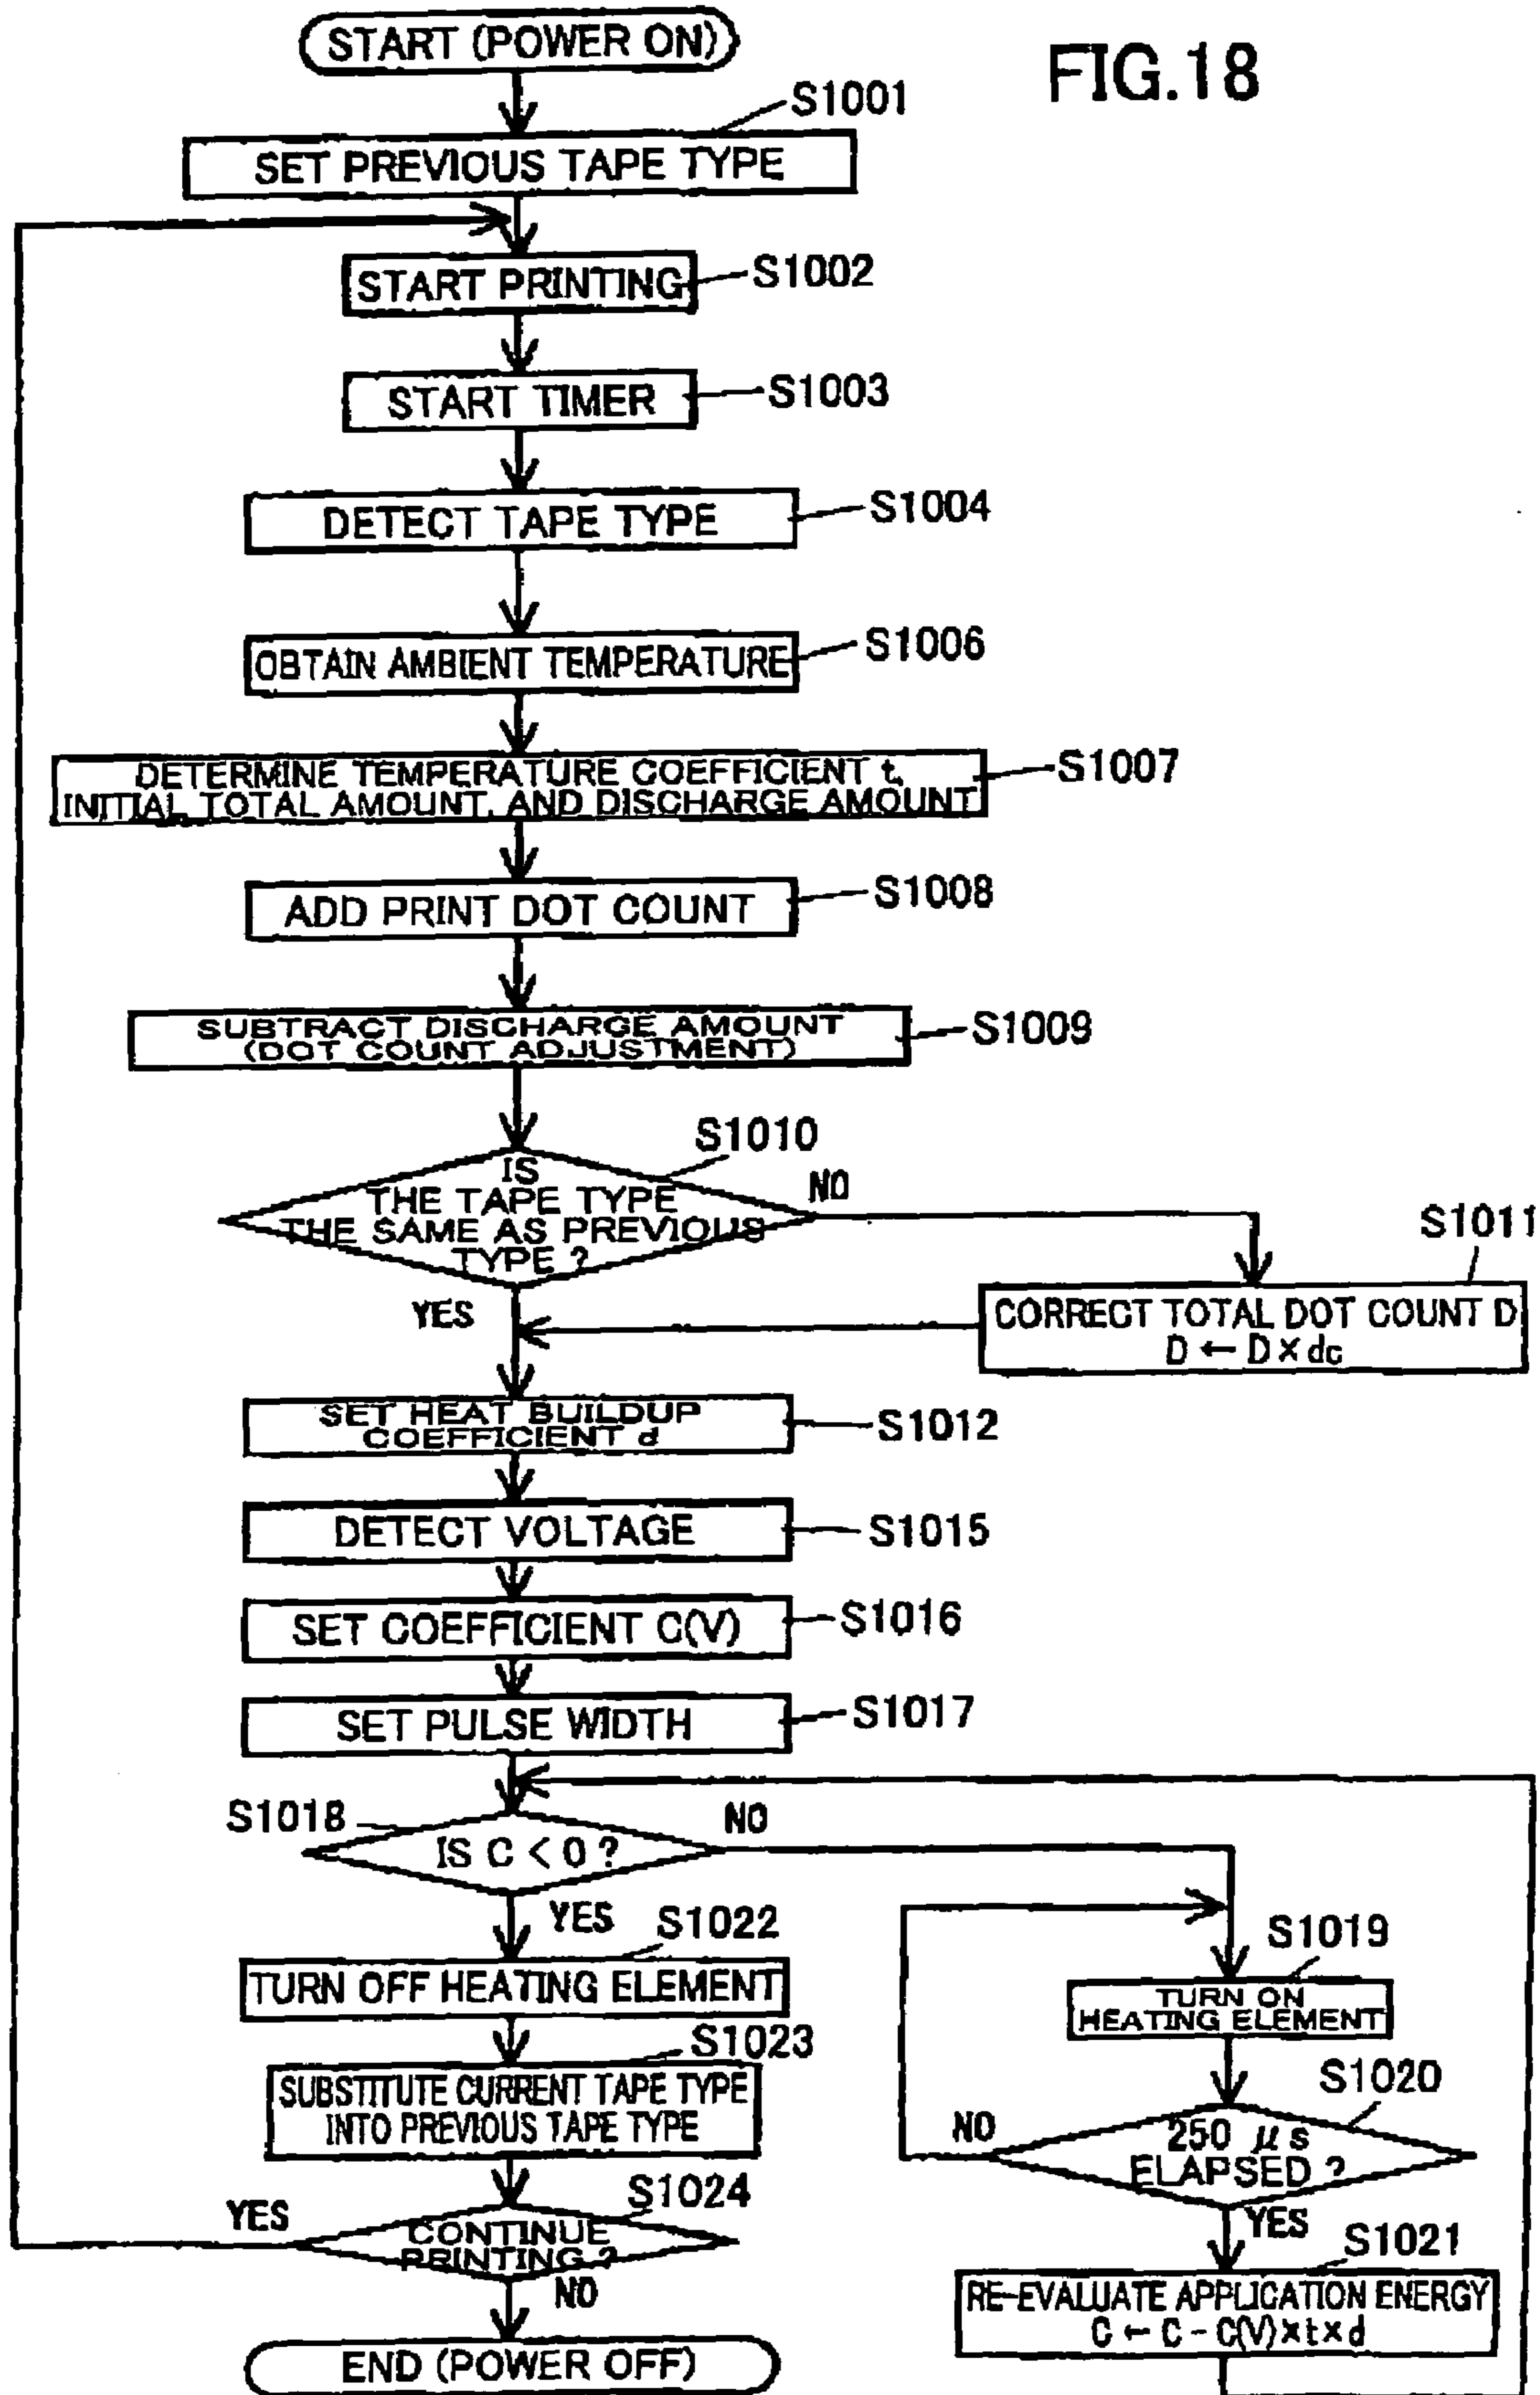 START (POWER ON)
FIG.18
S1001
SET PREVIOUS TAPE TYPE
START PRINTING
S1002
START TIMER
S1003
DETECT TAPE TYPE
S1004
OBTAIN AMBIENT TEMPERATURE
S1006
DETERMINE TEMPERATURE COEFFICIENT t,
INITIAL TOTAL AMOUNT, AND DISCHARGE AMOUNT
S1007
ADD PRINT DOT COUNT
S1008
SUBTRACT DISCHARGE AMOUNT
(DOT COUNT ADJUSTMENT)
S1009
S1010
IS
THE TAPE TYPE
THE SAME AS PREVIOUS
TYPE ?
NO
YES
S1011
CORRECT TOTAL DOT COUNT D
D ← D × dc
SET HEAT BUILDUP
COEFFICIENT d
S1012
DETECT VOLTAGE
S1015
SET COEFFICIENT C(V)
S1016
SET PULSE WIDTH
S1017
S1018
IS C < 0 ?
NO
YES
S1022
TURN OFF HEATING ELEMENT
S1019
TURN ON
HEATING ELEMENT
S1023
SUBSTITUTE CURRENT TAPE TYPE
INTO PREVIOUS TAPE TYPE
S1020
250 μs
ELAPSED ?
NO
YES
S1024
CONTINUE
PRINTING ?
YES
NO
S1021
RE-EVALUATE APPLICATION ENERGY
C ← C - C(V)×t×d
END (POWER OFF)